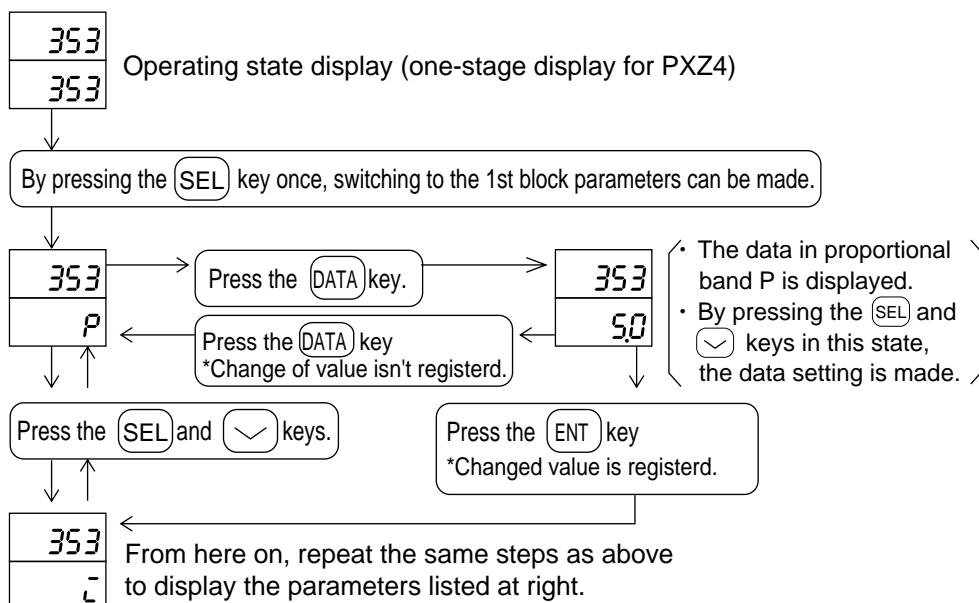 353
353
Operating state display (one-stage display for PXZ4)
By pressing the SEL key once, switching to the 1st block parameters can be made.
353
P
Press the DATA key.
353
5.0
· The data in proportional
band P is displayed.
· By pressing the SEL and
keys in this state,
the data setting is made.
Press the DATA key
*Change of value isn't registerd.
Press the SEL and keys.
Press the ENT key
*Changed value is registerd.
353
i
From here on, repeat the same steps as above
to display the parameters listed at right.